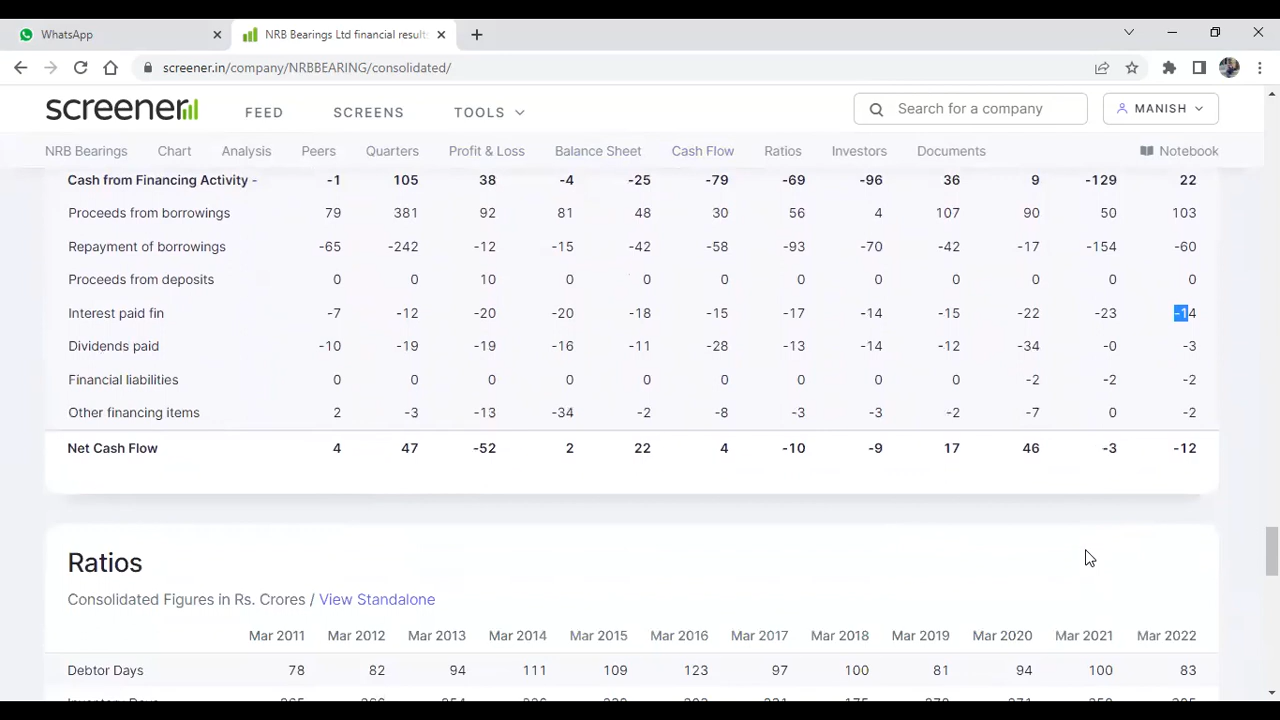 WhatsApp
NRB Bearings Ltd financial result
screener.in/company/NRBBEARING/consolidated/
screener FEED SCREENS TOOLS Search for a company MANISH
NRB Bearings Chart Analysis Peers Quarters Profit & Loss Balance Sheet Cash Flow Ratios Investors Documents Notebook
Cash from Financing Activity - -1 105 38 -4 -25 -79 -69 -96 36 9 -129 22
Proceeds from borrowings 79 381 92 81 48 30 56 4 107 90 50 103
Repayment of borrowings -65 -242 -12 -15 -42 -58 -93 -70 -42 -17 -154 -60
Proceeds from deposits 0 0 10 0 0 0 0 0 0 0 0 0
Interest paid fin -7 -12 -20 -20 -18 -15 -17 -14 -15 -22 -23 -14
Dividends paid -10 -19 -19 -16 -11 -28 -13 -14 -12 -34 -0 -3
Financial liabilities 0 0 0 0 0 0 0 0 0 -2 -2 -2
Other financing items 2 -3 -13 -34 -2 -8 -3 -3 -2 -7 0 -2
Net Cash Flow 4 47 -52 2 22 4 -10 -9 17 46 -3 -12
Ratios
Consolidated Figures in Rs. Crores / View Standalone
Mar 2011 Mar 2012 Mar 2013 Mar 2014 Mar 2015 Mar 2016 Mar 2017 Mar 2018 Mar 2019 Mar 2020 Mar 2021 Mar 2022
Debtor Days 78 82 94 111 109 123 97 100 81 94 100 83